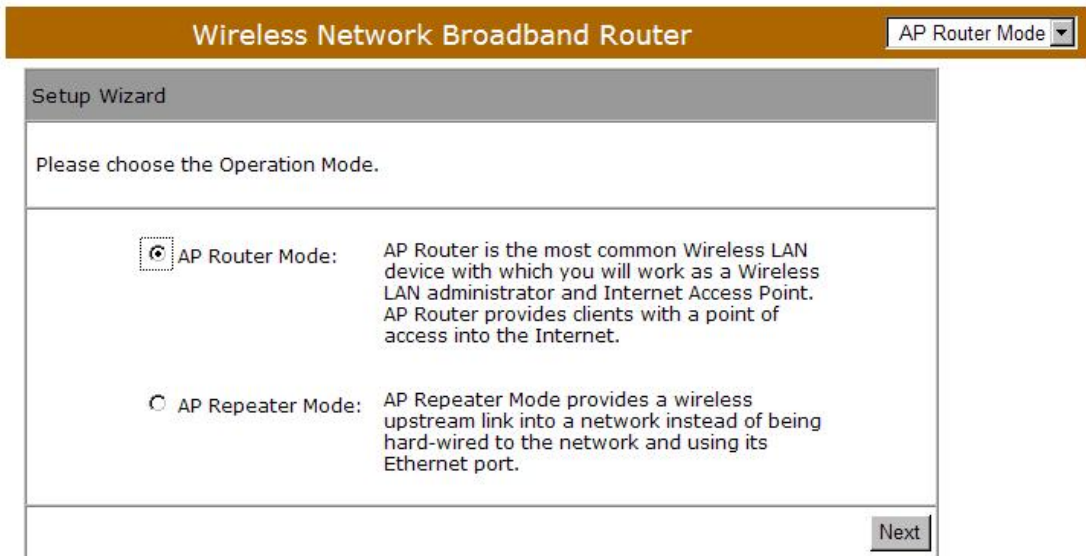 Wireless Network Broadband Router
AP Router Mode
Setup Wizard
Please choose the Operation Mode.
AP Router Mode:
AP Router is the most common Wireless LAN
device with which you will work as a Wireless
LAN administrator and Internet Access Point.
AP Router provides clients with a point of
access into the Internet.
AP Repeater Mode:
AP Repeater Mode provides a wireless
upstream link into a network instead of being
hard-wired to the network and using its
Ethernet port.
Next